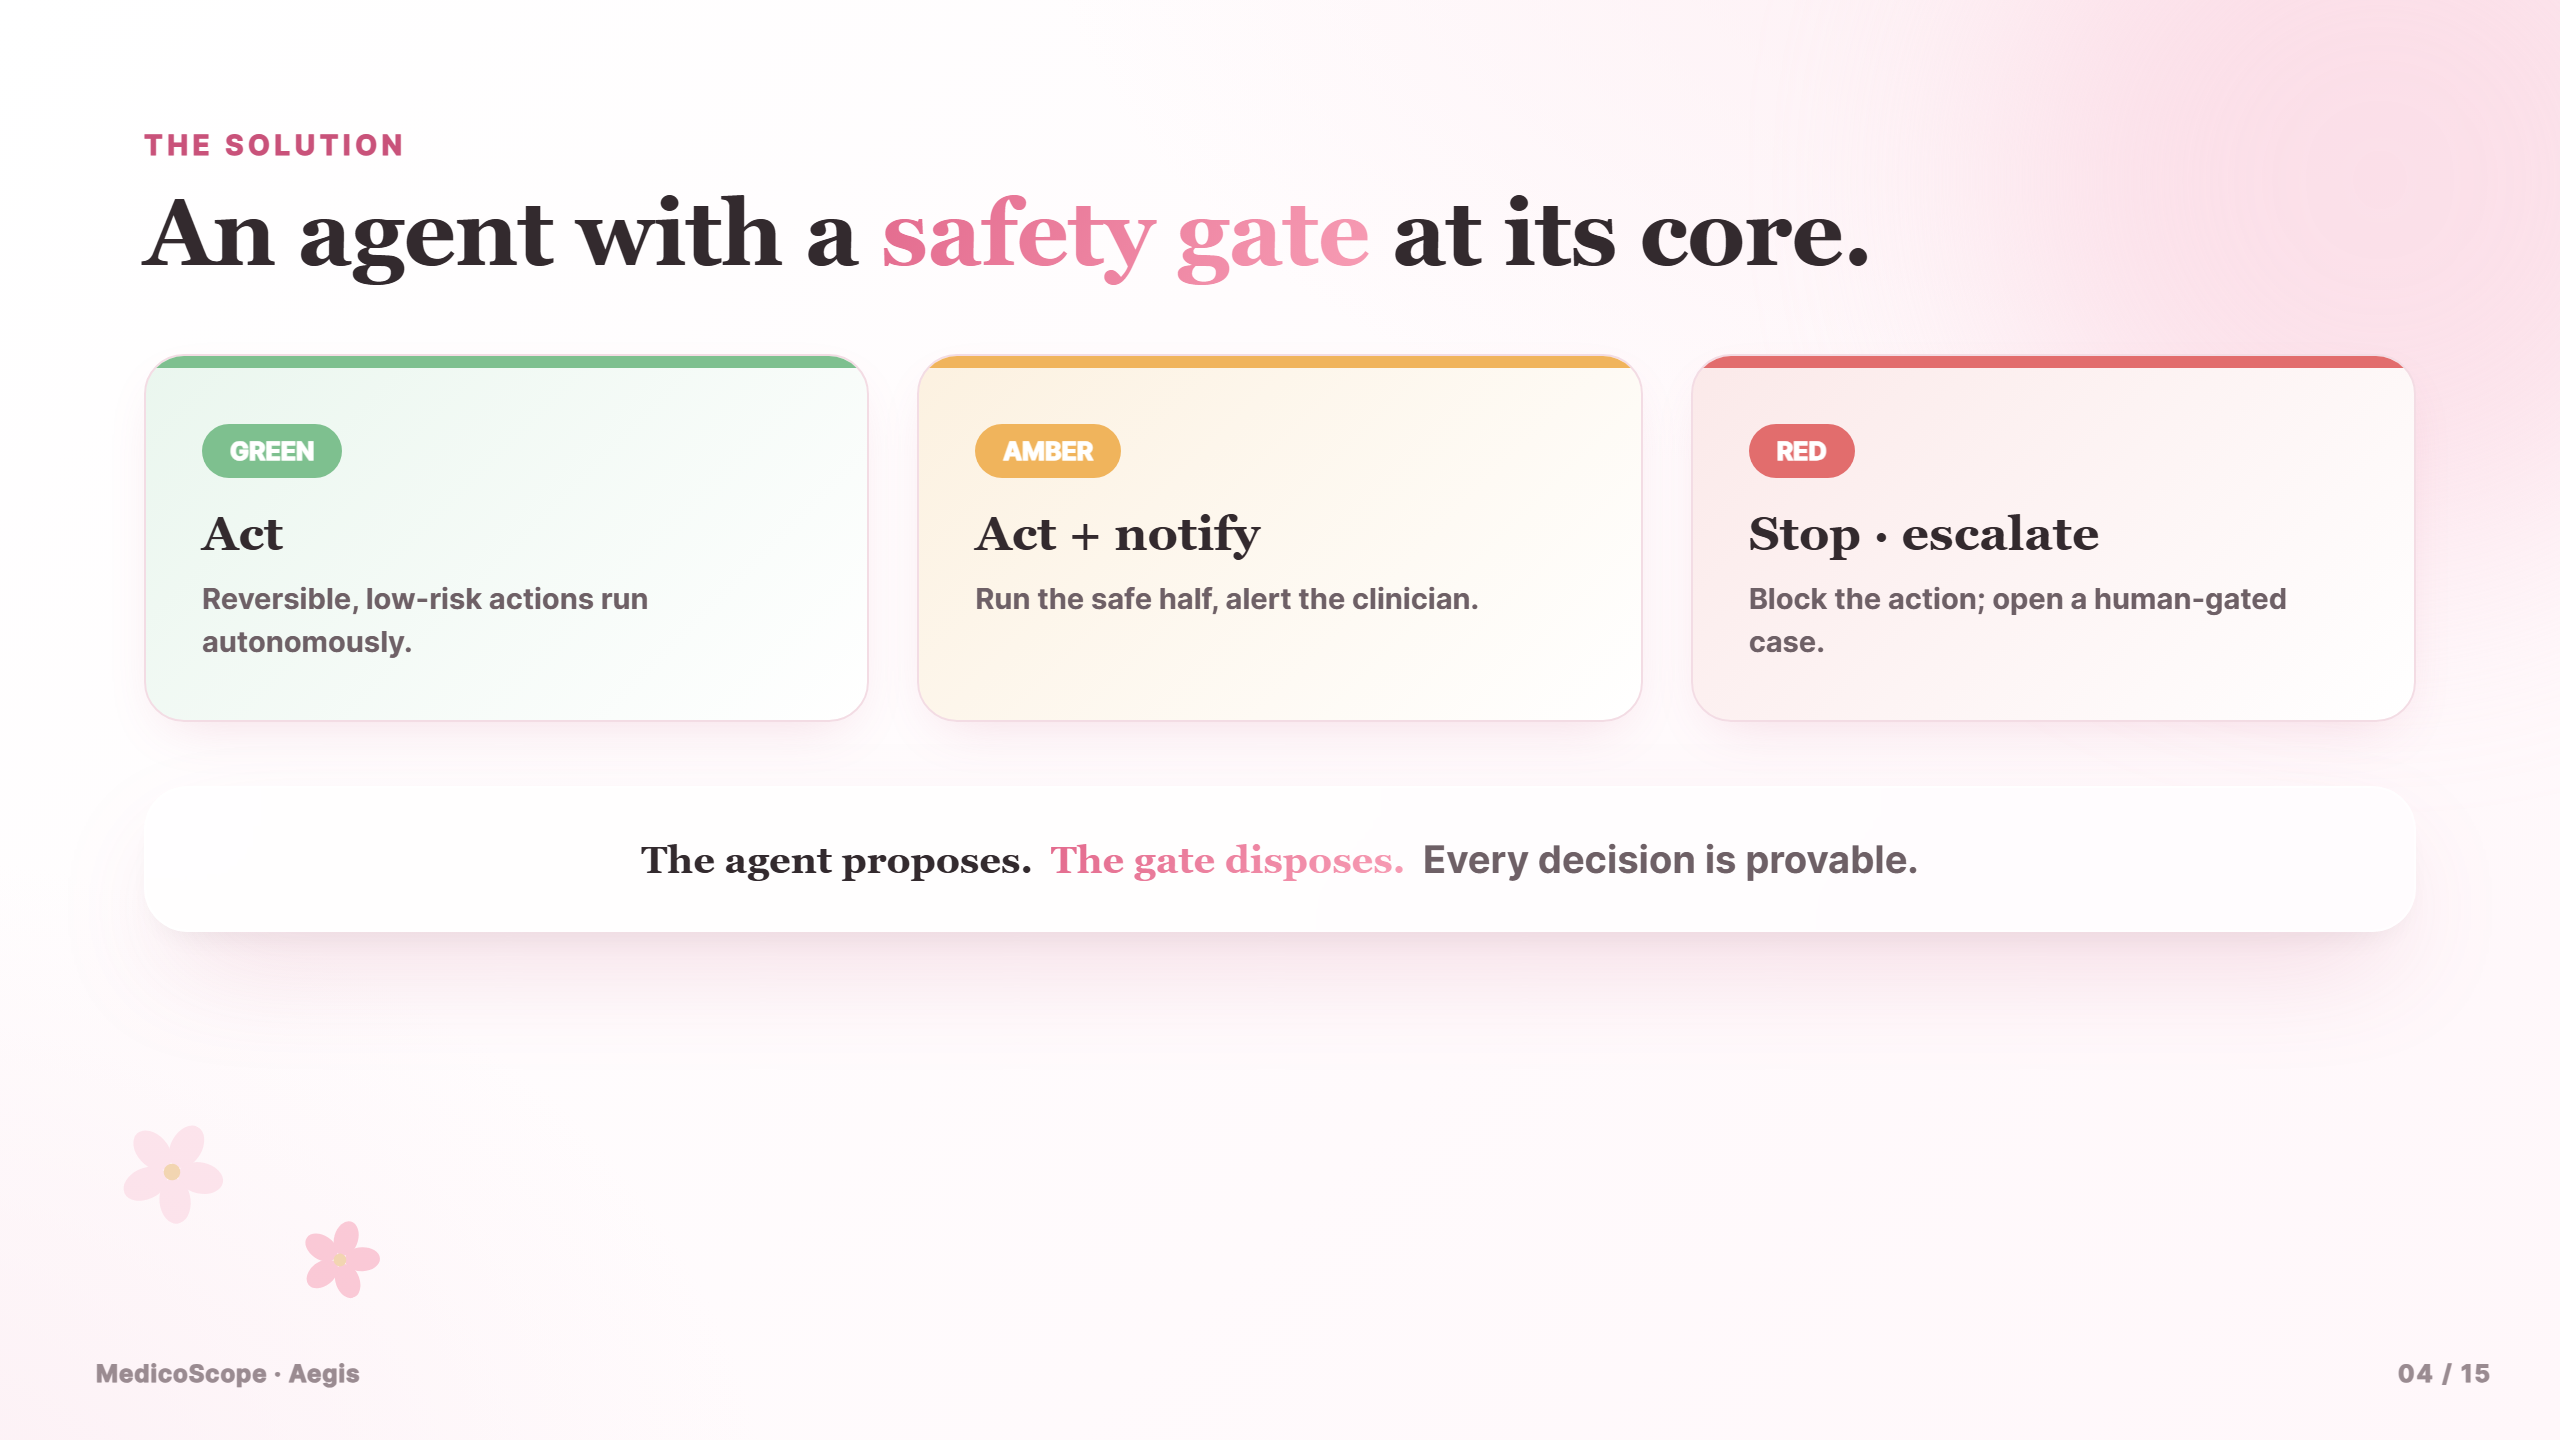 THE SOLUTION
An agent with a safety gate at its core.
GREEN
Act
Reversible, low-risk actions run
autonomously.
AMBER
Act + notify
Run the safe half, alert the clinician.
RED
Stop · escalate
Block the action; open a human-gated
case.
The agent proposes. The gate disposes. Every decision is provable.
MedicoScope · Aegis
04 / 15